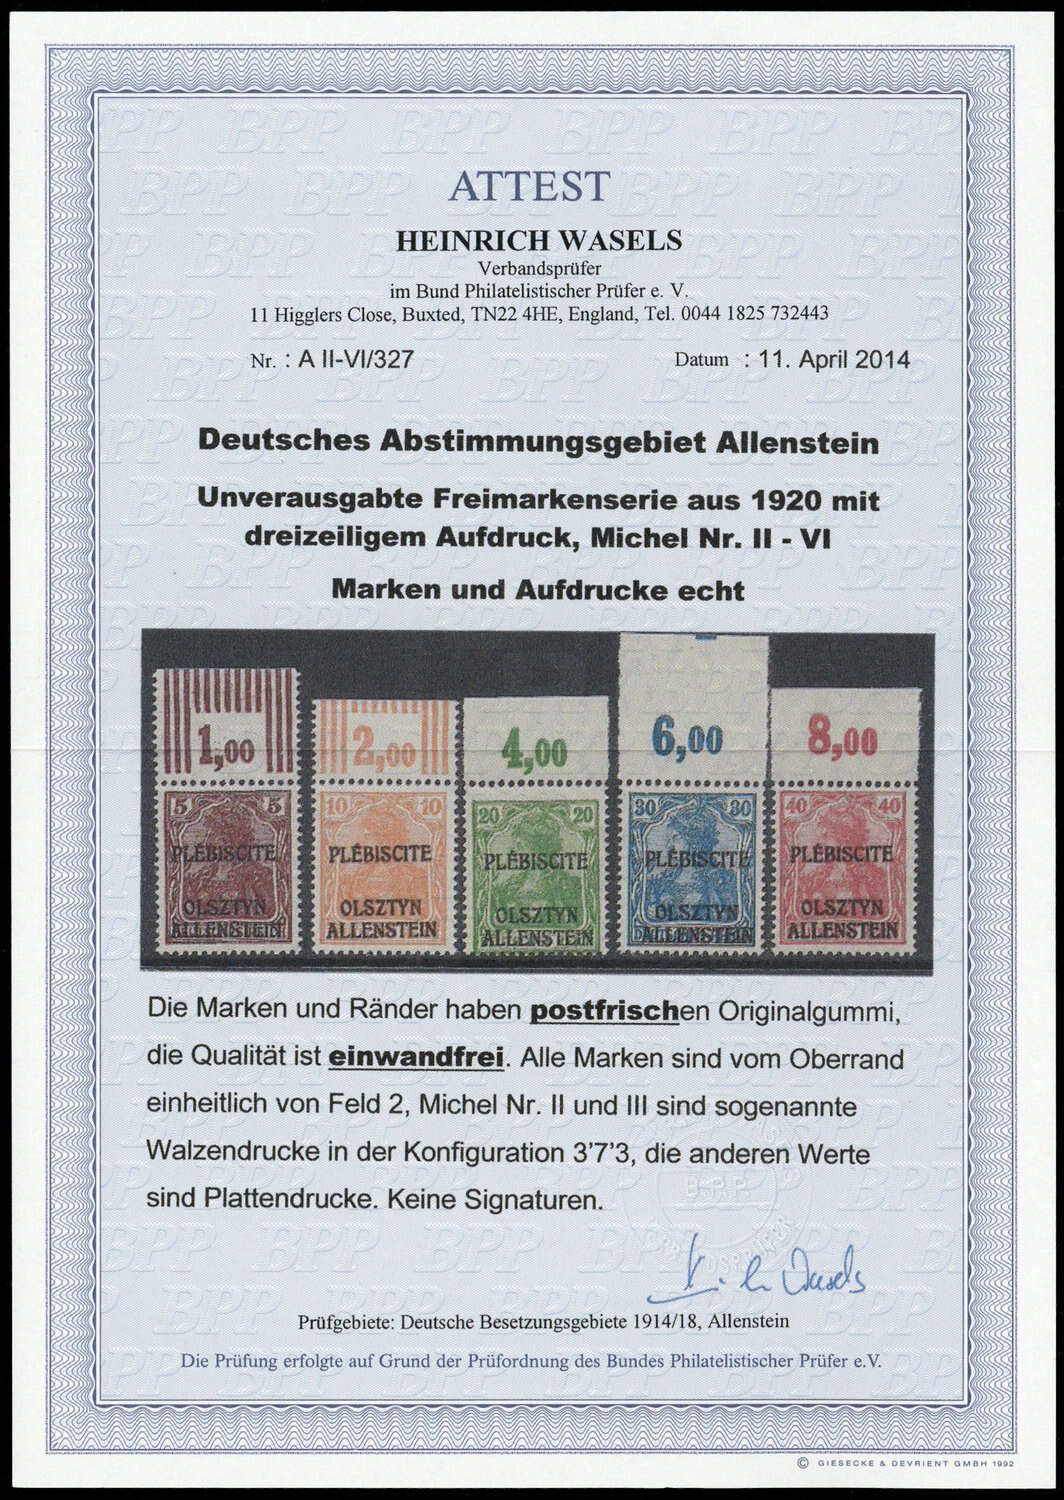 ATTEST
HEINRICH WASELS
Verbandsprüfer
im Bund Philatelistischer Prüfer e. V.
11 Higglers Close, Buxted, TN22 4HE, England, Tel. 0044 1825 732443
Nr. : A II-VI/327 Datum : 11. April 2014
Deutsches Abstimmungsgebiet Allenstein
Unverausgabte Freimarkenserie aus 1920 mit
dreizeiligem Aufdruck, Michel Nr. II - VI
Marken und Aufdrucke echt
1,00 2,00 4,00 6,00 8,00
5 5 10 10 20 20 30 30 40 40
PLÉBISCITE PLÉBISCITE PLÉBISCITE PLÉBISCITE PLÉBISCITE
OLSZTYN OLSZTYN OLSZTYN OLSZTYN OLSZTYN
ALLENSTEIN ALLENSTEIN ALLENSTEIN ALLENSTEIN ALLENSTEIN
Die Marken und Ränder haben postfrischen Originalgummi,
die Qualität ist einwandfrei. Alle Marken sind vom Oberrand
einheitlich von Feld 2, Michel Nr. II und III sind sogenannte
Walzendrucke in der Konfiguration 3'7'3, die anderen Werte
sind Plattendrucke. Keine Signaturen.
Prüfgebiete: Deutsche Besetzungsgebiete 1914/18, Allenstein
Die Prüfung erfolgte auf Grund der Prüfordnung des Bundes Philatelistischer Prüfer e.V.
© GIESECKE & DEVRIENT GMBH 1992